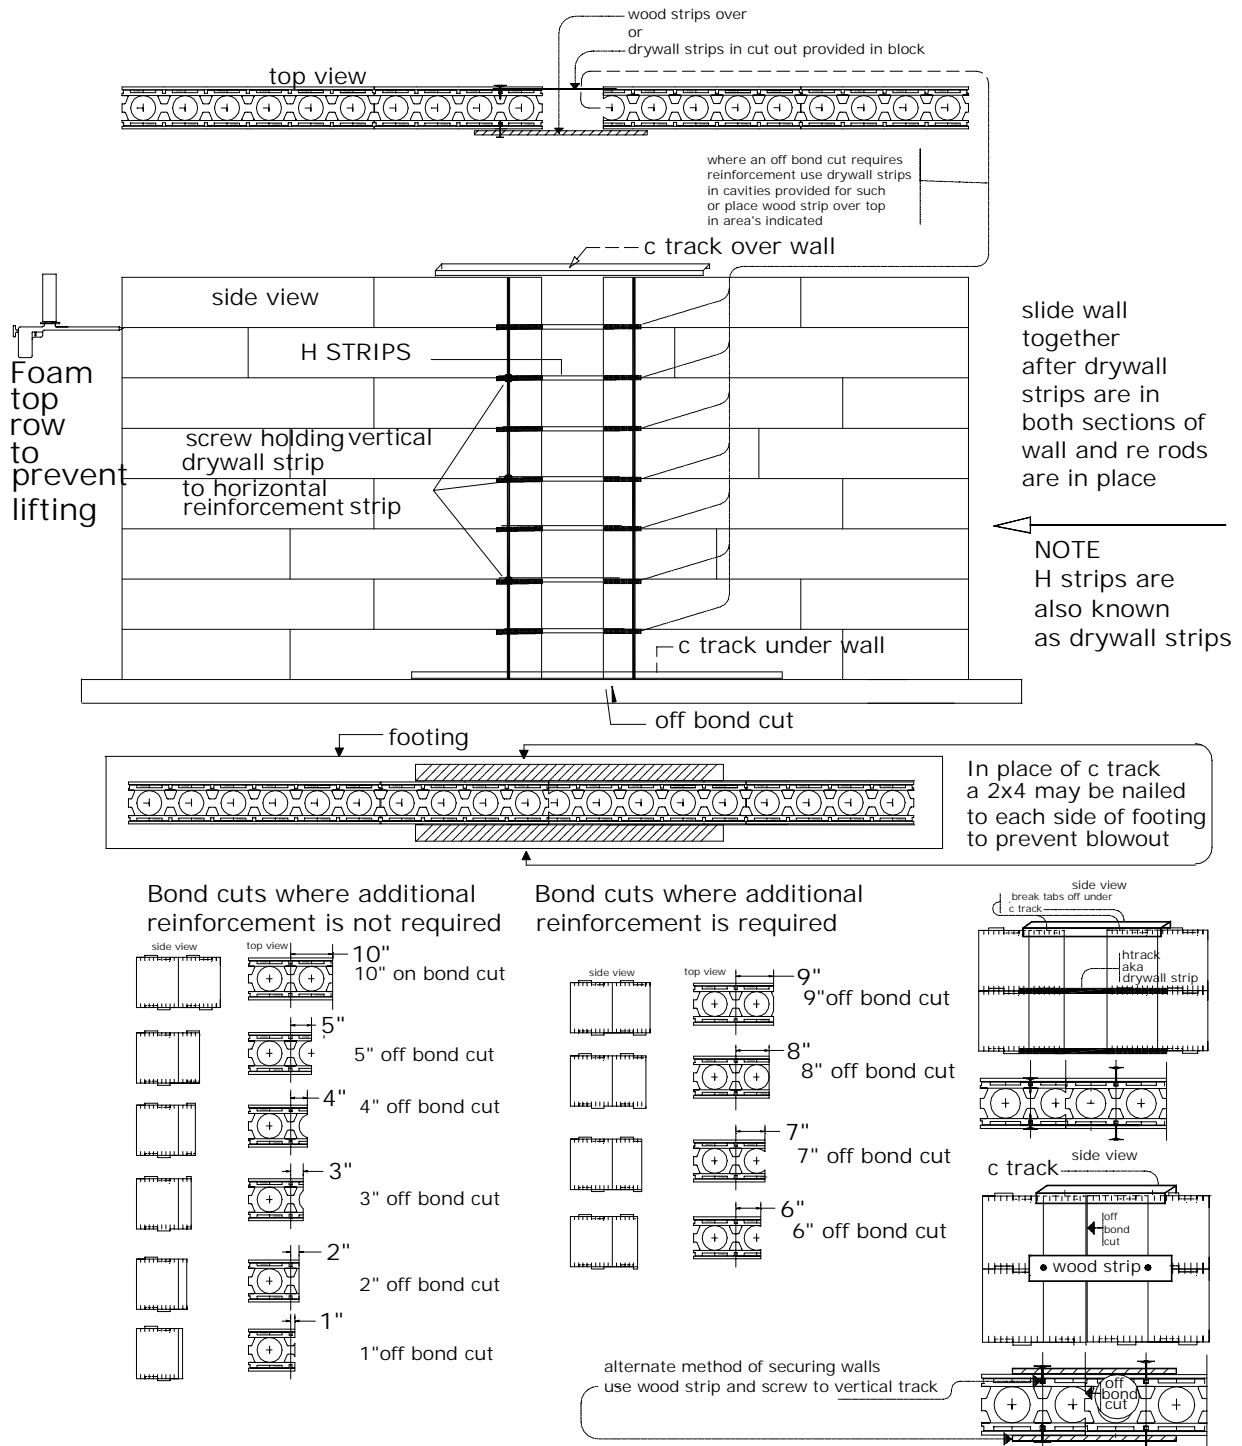 wood strips over
or
drywall strips in cut out provided in block
top view
where an off bond cut requires
reinforcement use drywall strips
in cavities provided for such
or place wood strip over top
in area's indicated
c track over wall
side view
H STRIPS
Foam
top
row
to
prevent
lifting
screw holding vertical
drywall strip
to horizontal
reinforcement strip
slide wall
together
after drywall
strips are in
both sections of
wall and re rods
are in place
NOTE
H strips are
also known
as drywall strips
c track under wall
off bond cut
footing
In place of c track
a 2x4 may be nailed
to each side of footing
to prevent blowout
Bond cuts where additional
reinforcement is not required
side view
top view
10"
10" on bond cut
5"
5" off bond cut
4"
4" off bond cut
3"
3" off bond cut
2"
2" off bond cut
1"
1"off bond cut
Bond cuts where additional
reinforcement is required
side view
top view
9"
9"off bond cut
8"
8" off bond cut
7"
7" off bond cut
6"
6" off bond cut
side view
break tabs off under
c track
htrack
aka
drywall strip
side view
c track
off
bond
cut
wood strip
alternate method of securing walls
use wood strip and screw to vertical track
off
bond
cut